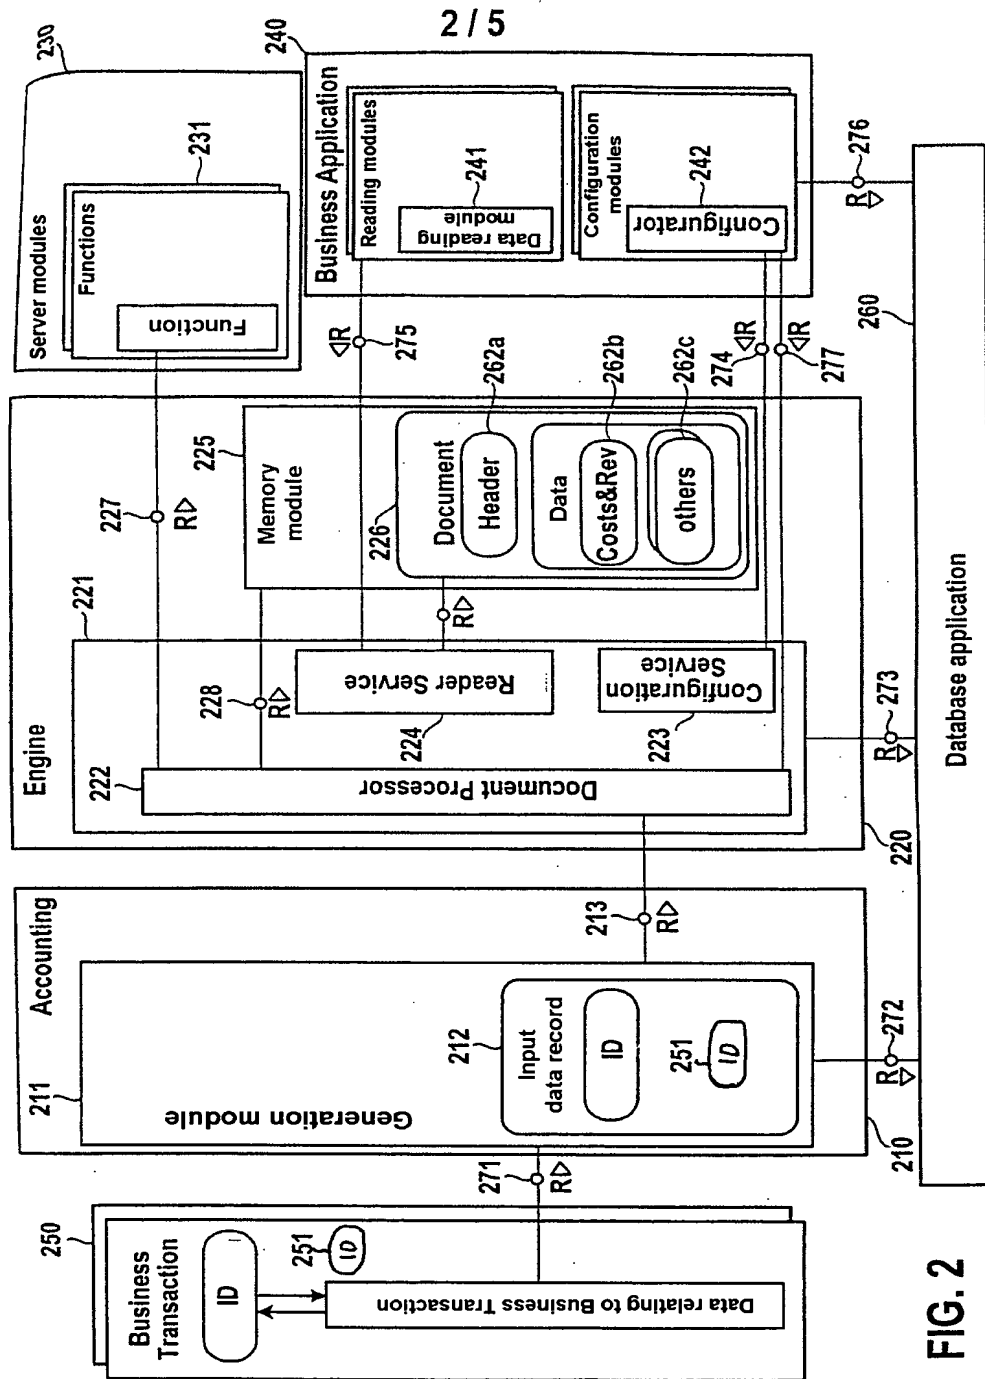 2 / 5
230
Server modules
Functions
231
Function
240
Business Application
Reading modules
241
Data reading
module
Configuration
modules
242
Configurator
276
R
275
R
274
R
277
R
260
Engine
227
R
225
Memory
module
226
Document
Header
262a
Data
Costs&Rev
262b
others
262c
221
228
R
R
Reader Service
224
Configuration
Service
223
222
Document Processor
273
R
220
Database application
Accounting
213
R
211
Generation module
212
Input
data record
ID
251
ID
272
R
210
271
R
250
Business
Transaction
ID
251
ID
Data relating to Business Transaction
FIG. 2